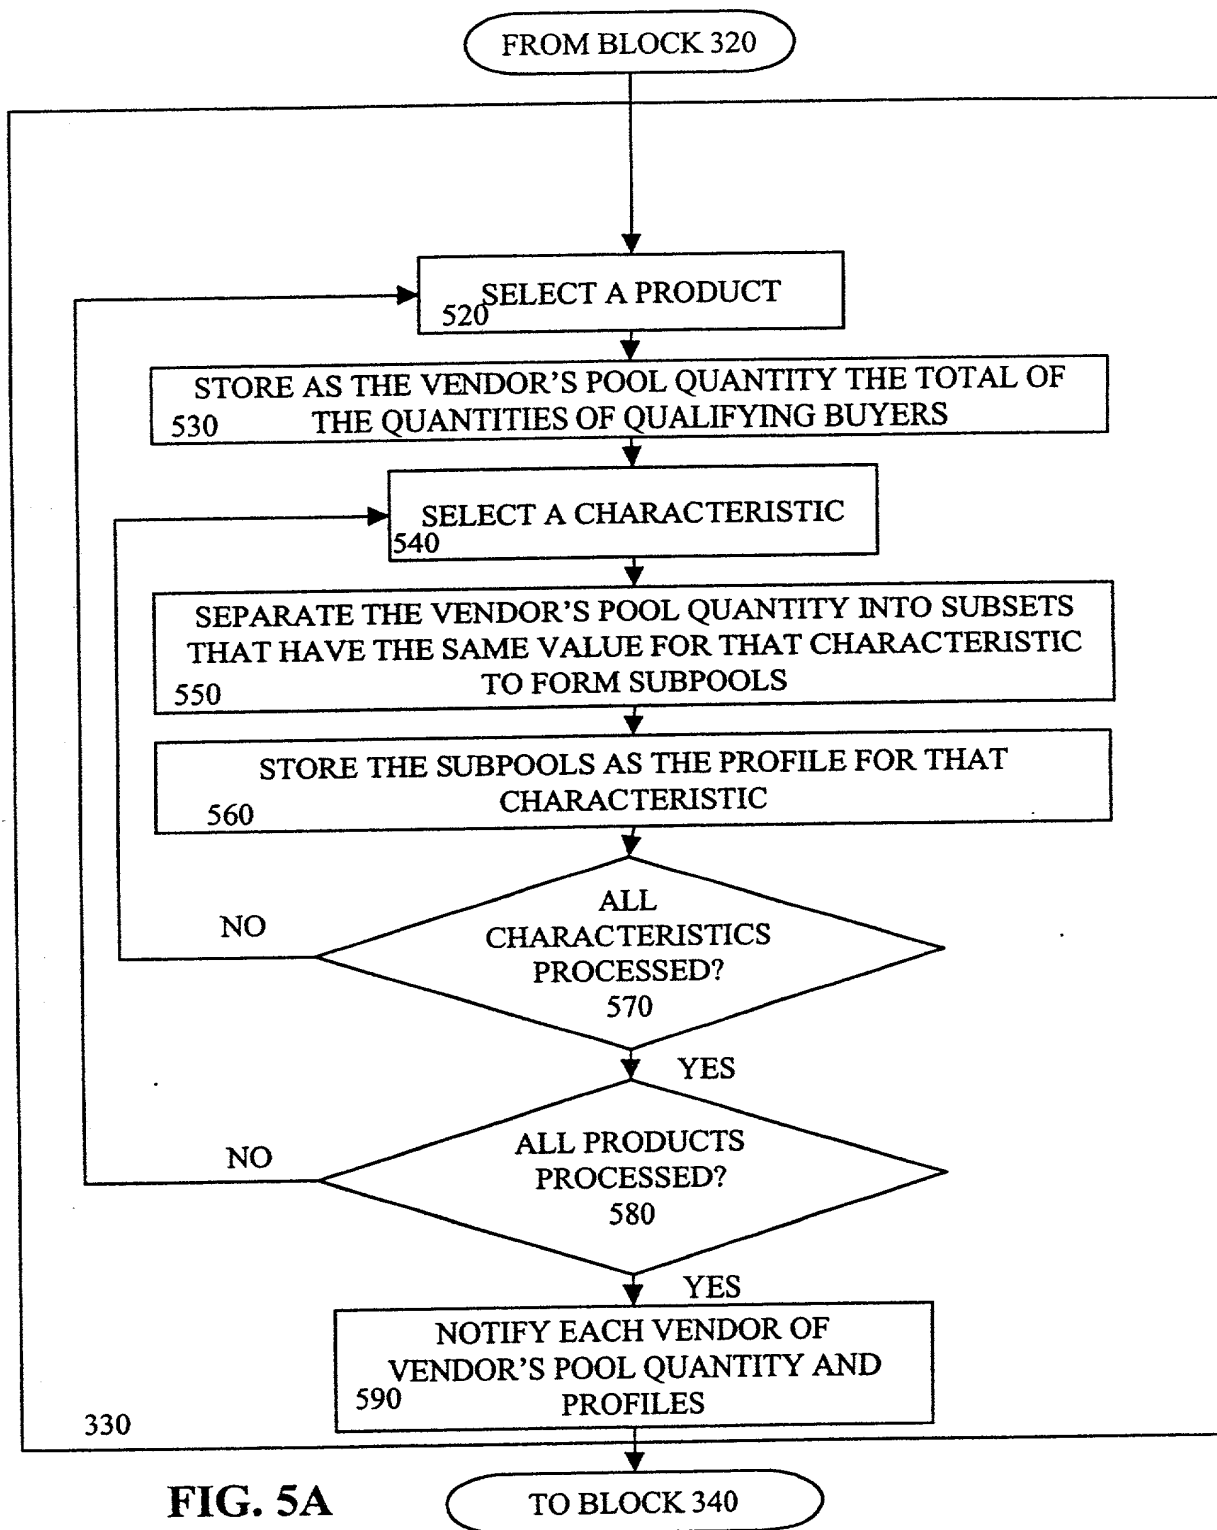 FROM BLOCK 320
SELECT A PRODUCT
520
STORE AS THE VENDOR'S POOL QUANTITY THE TOTAL OF
THE QUANTITIES OF QUALIFYING BUYERS
530
SELECT A CHARACTERISTIC
540
SEPARATE THE VENDOR'S POOL QUANTITY INTO SUBSETS
THAT HAVE THE SAME VALUE FOR THAT CHARACTERISTIC
TO FORM SUBPOOLS
550
STORE THE SUBPOOLS AS THE PROFILE FOR THAT
CHARACTERISTIC
560
ALL
CHARACTERISTICS
PROCESSED?
570
NO
YES
ALL PRODUCTS
PROCESSED?
580
NO
YES
NOTIFY EACH VENDOR OF
VENDOR'S POOL QUANTITY AND
PROFILES
590
330
FIG. 5A
TO BLOCK 340